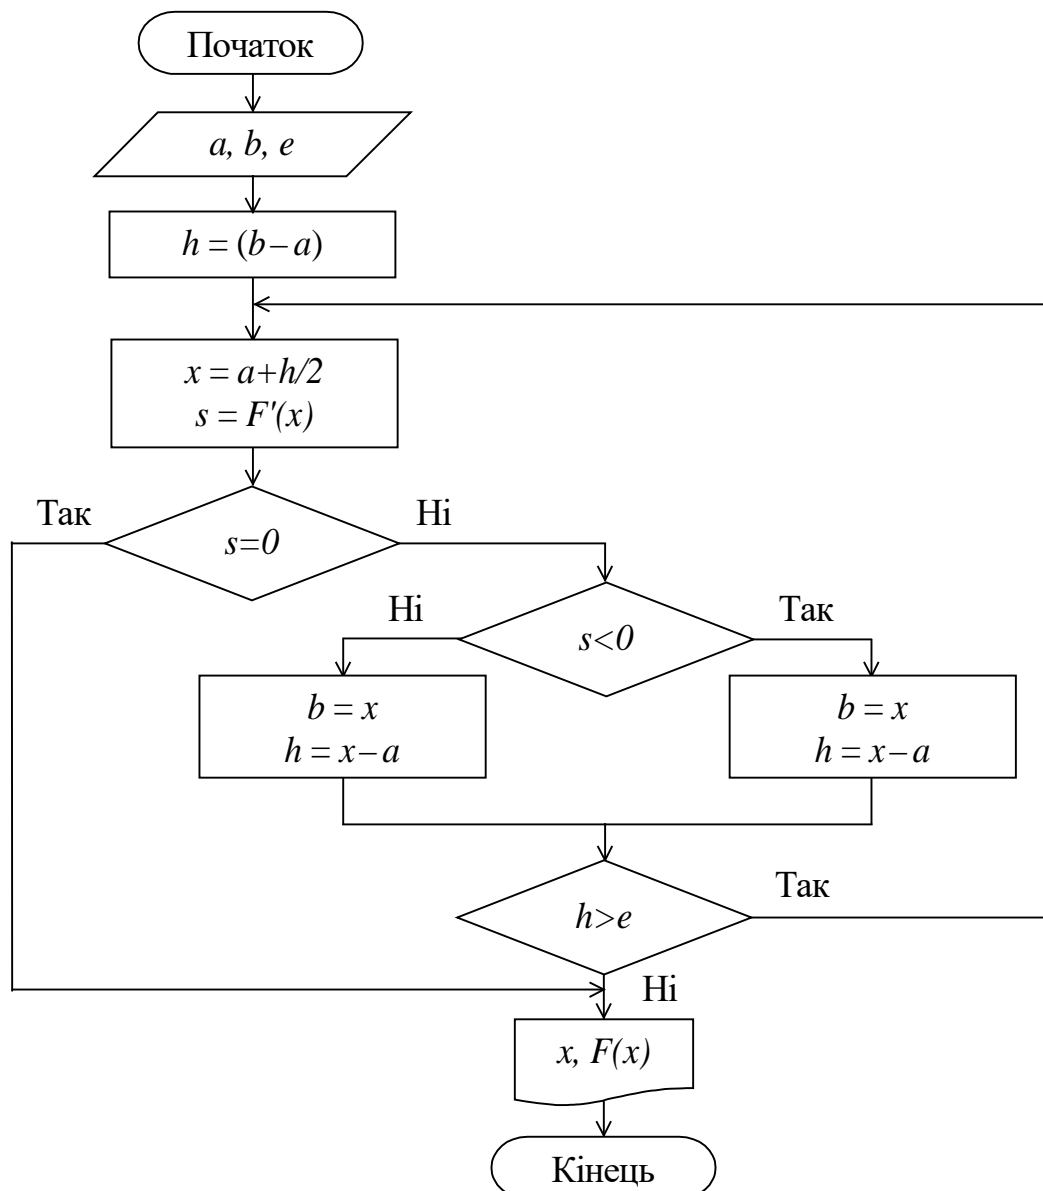 Початок
a, b, e
h = (b – a)
x = a+h/2
s = F'(x)
Так
Ні
s=0
Ні
Так
s<0
b = x
h = x – a
b = x
h = x – a
Так
h>e
Ні
x, F(x)
Кінець